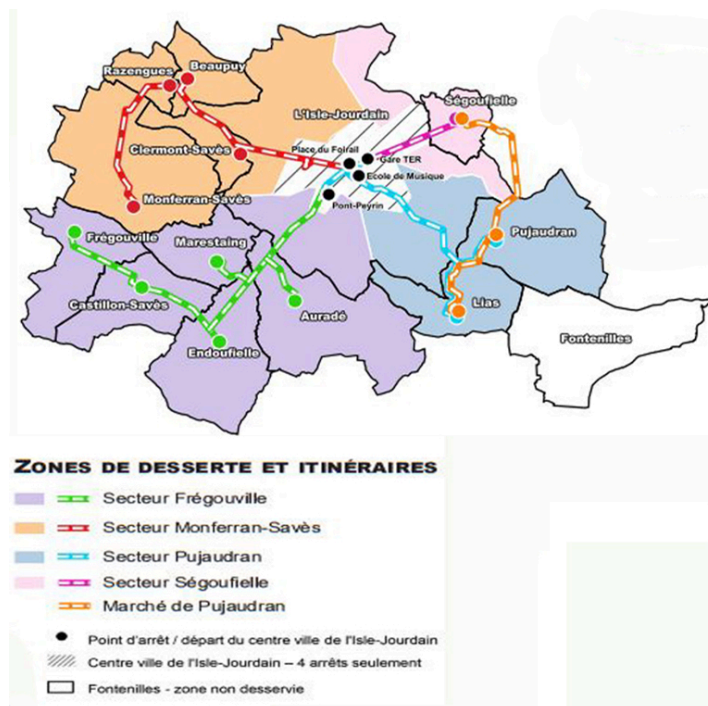 Beaupuy
Razengues
Ségoufielle
L'Isle-Jourdain
Place du Foirail
Gare TER
Clermont-Savès
Ecole de Musique
Monferran-Savès
Pont-Peyrin
Frégouville
Marestaing
Pujaudran
Castillon-Savès
Lias
Auradé
Endoufielle
Fontenilles
ZONES DE DESSERTE ET ITINÉRAIRES
Secteur Frégouville
Secteur Monferran-Savès
Secteur Pujaudran
Secteur Ségoufielle
Marché de Pujaudran
Point d'arrêt / départ du centre ville de l'Isle-Jourdain
Centre ville de l'Isle-Jourdain – 4 arrêts seulement
Fontenilles - zone non desservie